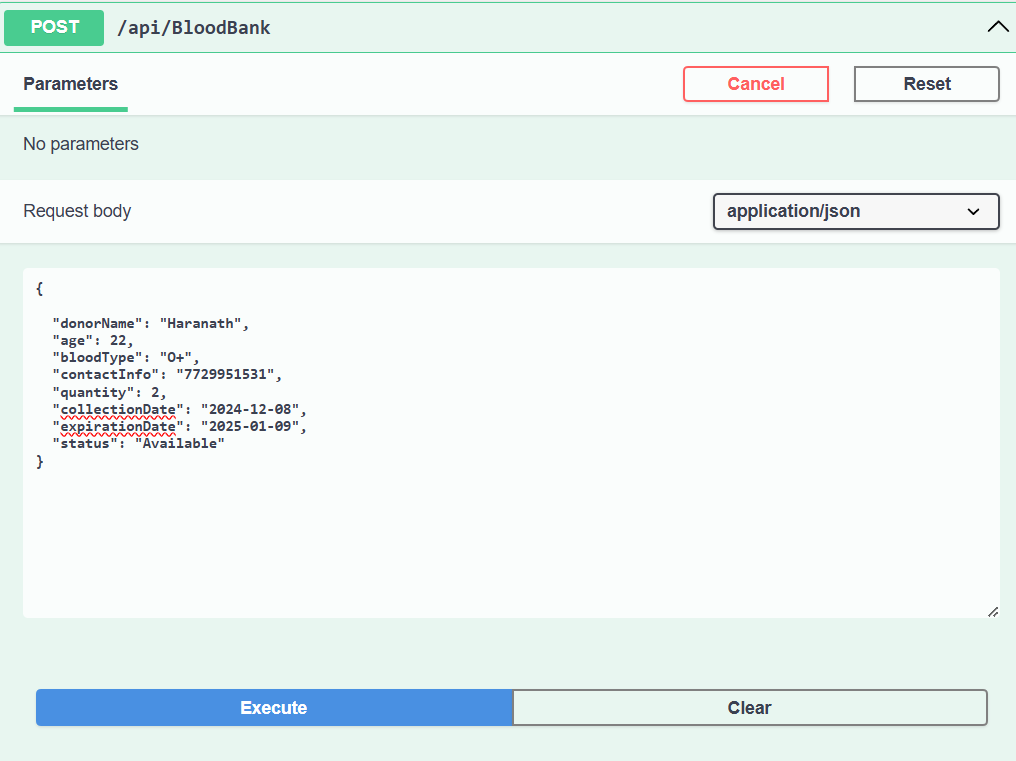 POST /api/BloodBank
Parameters
Cancel
Reset
No parameters
Request body
application/json
{
"donorName": "Haranath",
"age": 22,
"bloodType": "O+",
"contactInfo": "7729951531",
"quantity": 2,
"collectionDate": "2024-12-08",
"expirationDate": "2025-01-09",
"status": "Available"
}
Execute
Clear